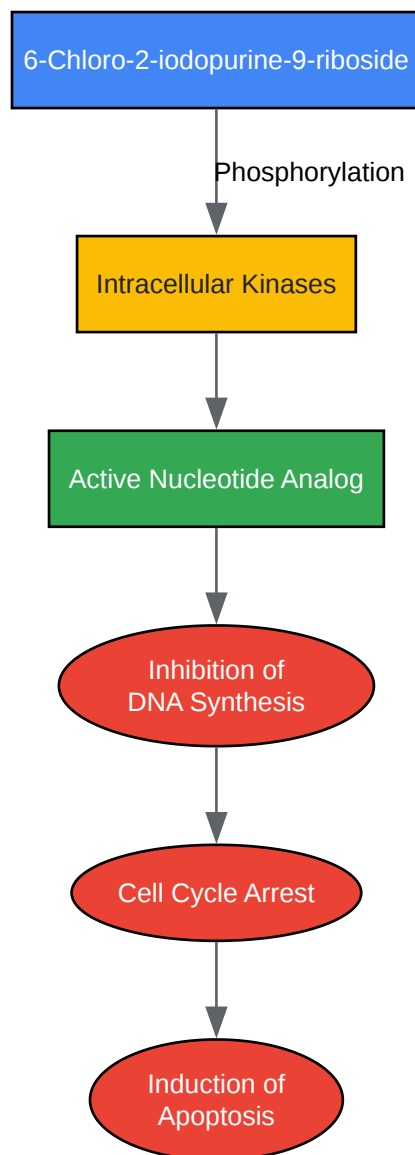 6-Chloro-2-iodopurine-9-riboside
Phosphorylation
Intracellular Kinases
Active Nucleotide Analog
Inhibition of
DNA Synthesis
Cell Cycle Arrest
Induction of
Apoptosis